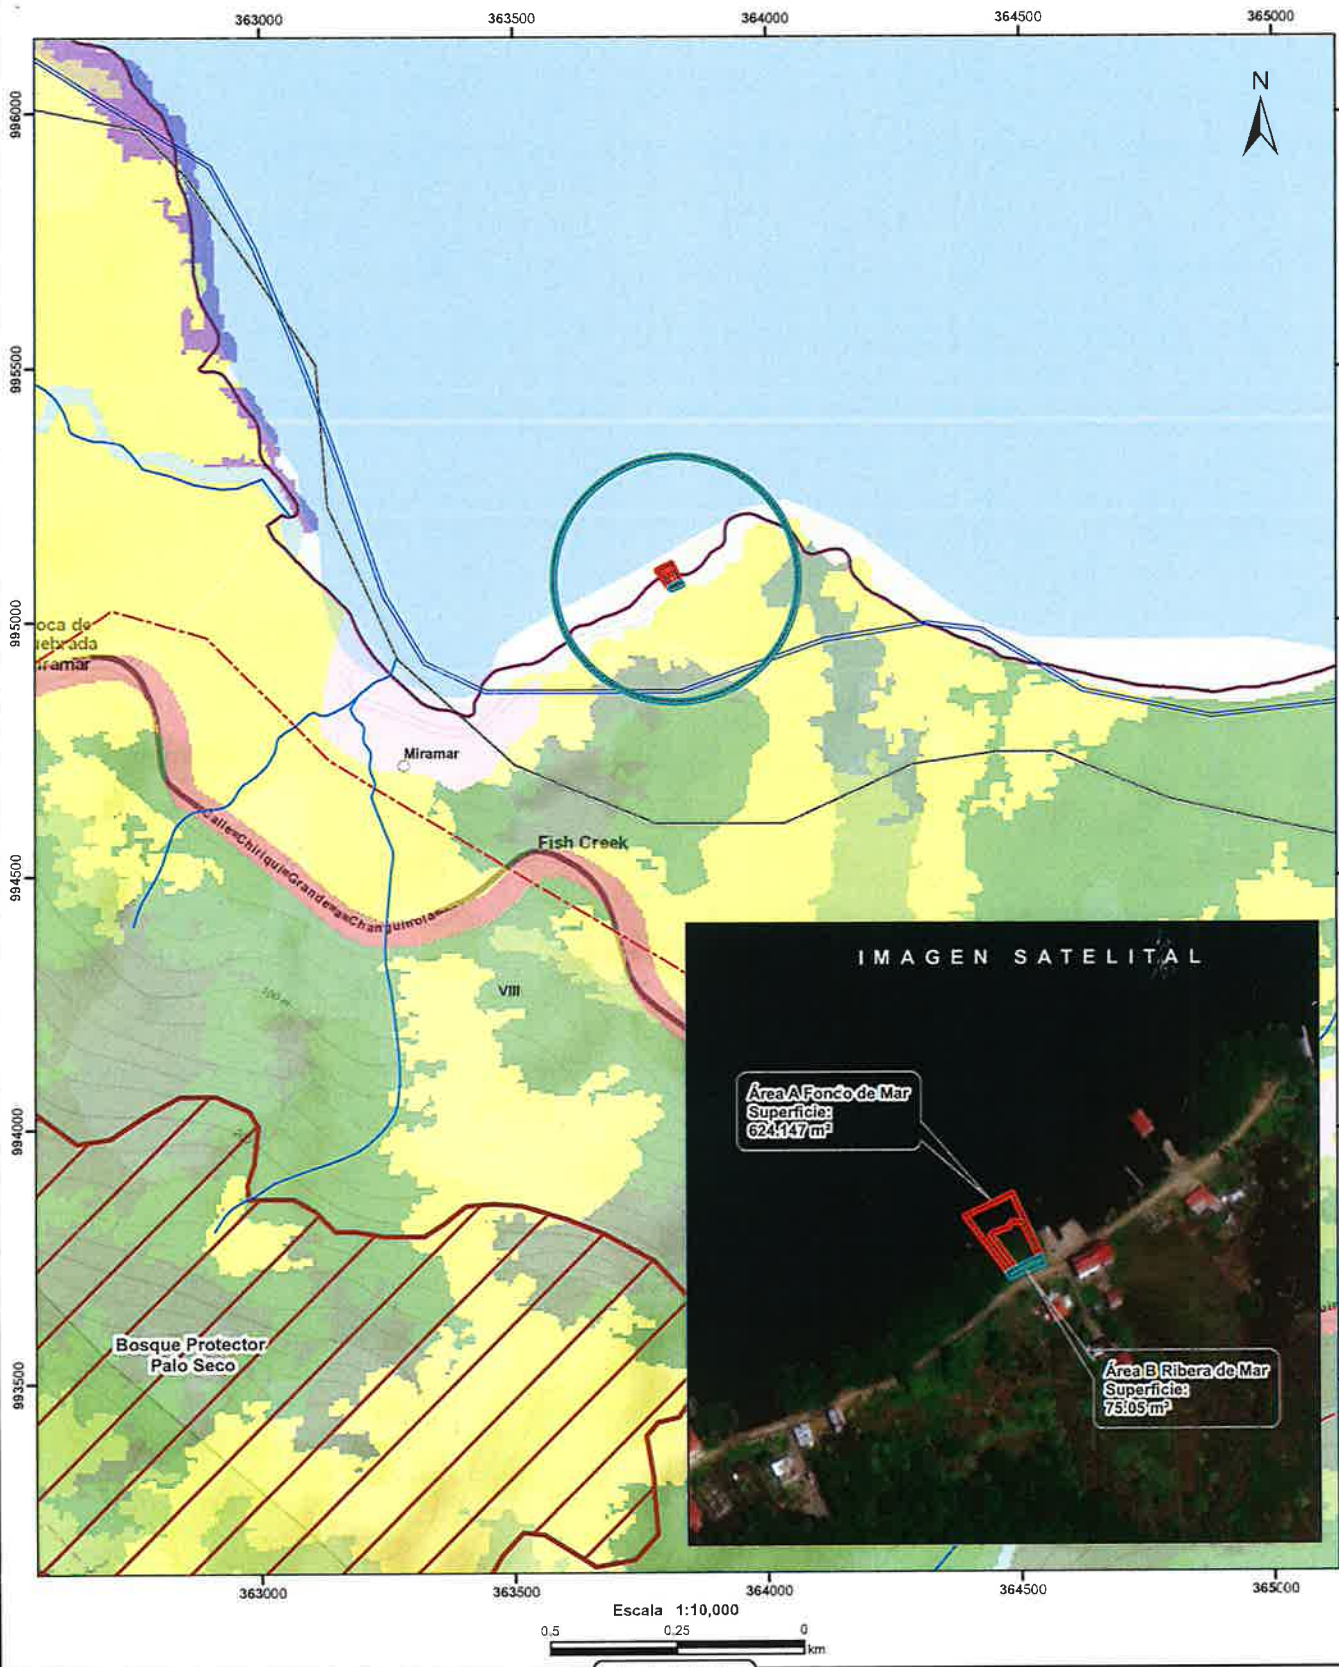 363000 363500 364000 364500 365000
N
996000
995500
995000
994500
994000
993500
oca de
uebrada
iramar
Miramar
Fish Creek
Calle Chiriquí Grande a Changuinola
VIII
100 m
Bosque Protector
Palo Seco
IMAGEN SATELITAL
Área A Fondo de Mar
Superficie:
624.147 m²
Área B Ribera de Mar
Superficie:
75.05 m²
363000 363500 364000 364500 365000
Escala 1:10,000
0.5 0.25 0
km